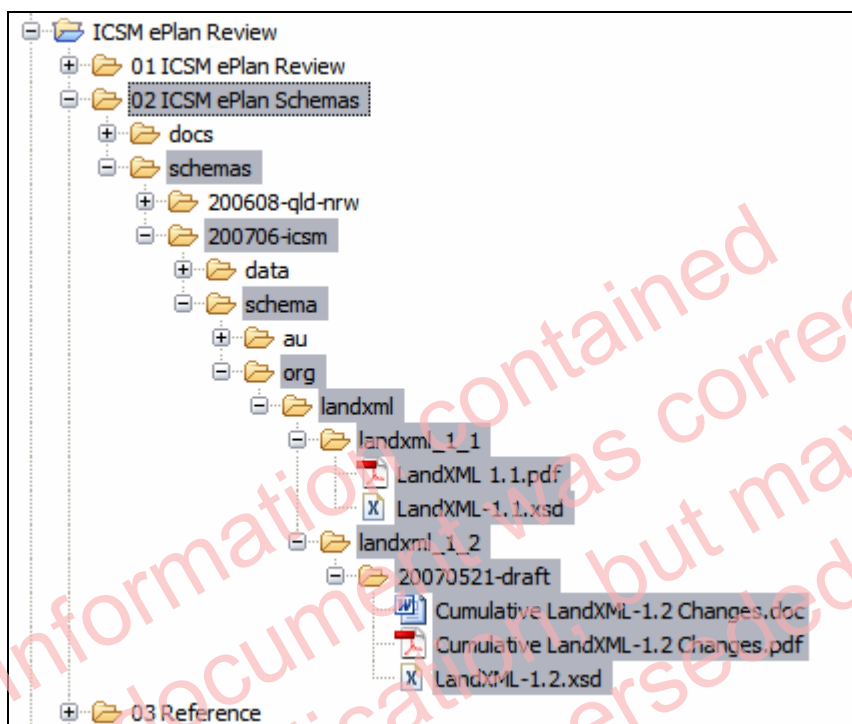 ICSM ePlan Review
01 ICSM ePlan Review
02 ICSM ePlan Schemas
docs
schemas
200608-qld-nrw
200706-icsm
data
schema
au
org
landxml
landxml_1_1
LandXML 1.1.pdf
LandXML-1.1.xsd
landxml_1_2
20070521-draft
Cumulative LandXML-1.2 Changes.doc
Cumulative LandXML-1.2 Changes.pdf
LandXML-1.2.xsd
03 Reference
Information contained
document was correc
ication, but may
erseded